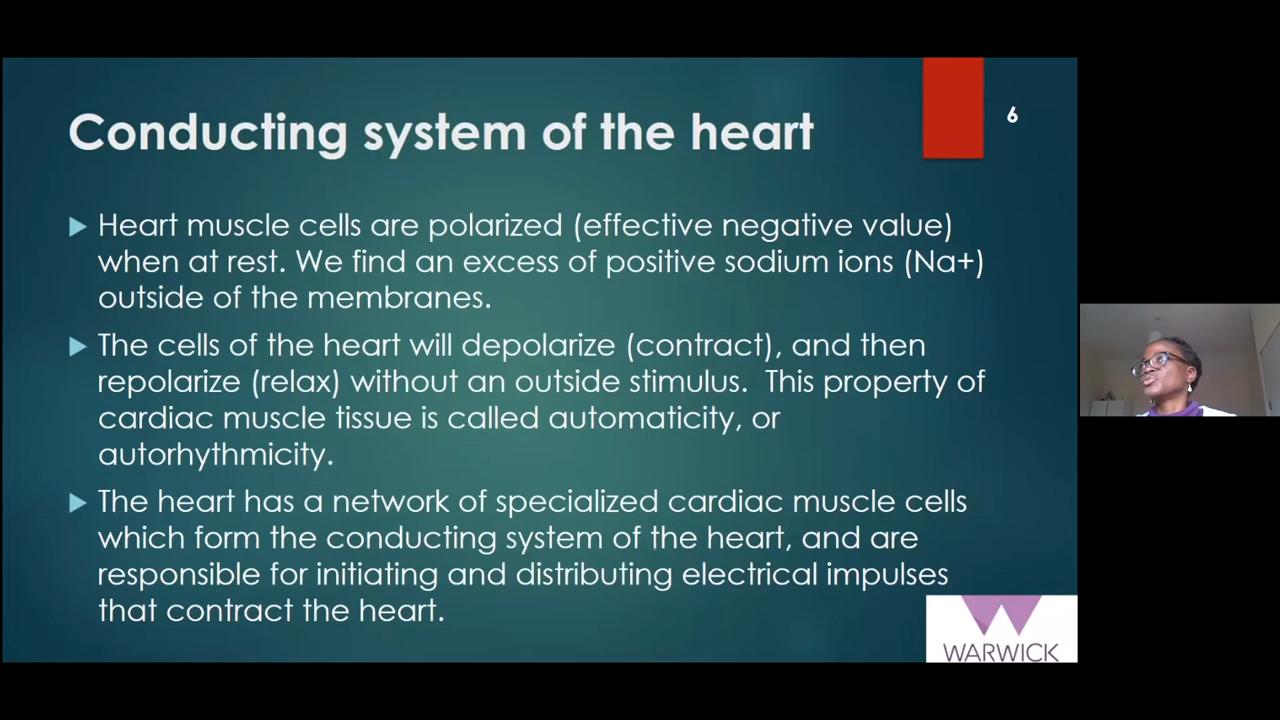 Conducting system of the heart
6
Heart muscle cells are polarized (effective negative value)
when at rest. We find an excess of positive sodium ions (Na+)
outside of the membranes.
The cells of the heart will depolarize (contract), and then
repolarize (relax) without an outside stimulus.  This property of
cardiac muscle tissue is called automaticity, or
autorhythmicity.
The heart has a network of specialized cardiac muscle cells
which form the conducting system of the heart, and are
responsible for initiating and distributing electrical impulses
that contract the heart.
WARWICK